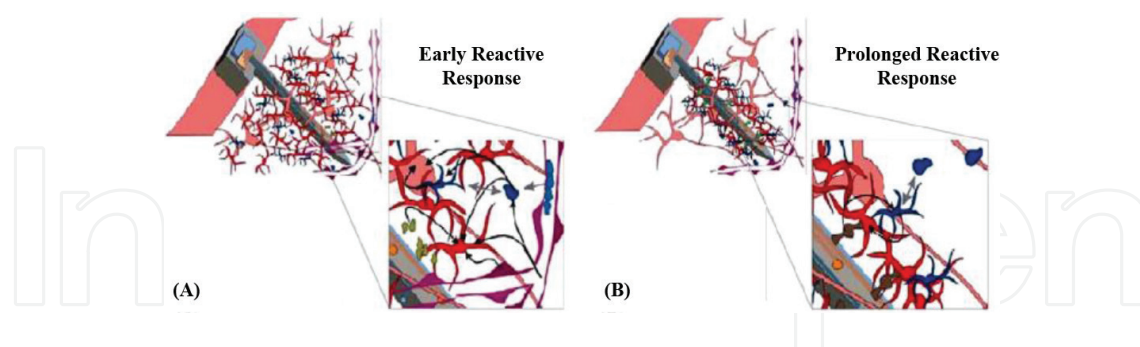 Early Reactive
Response
(A)
Prolonged Reactive
Response
(B)